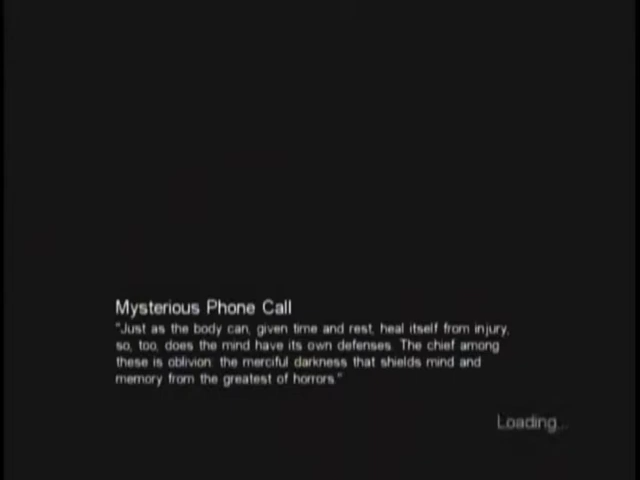 Mysterious Phone Call
"Just as the body can, given time and rest, heal itself from injury,
so, too, does the mind have its own defenses. The chief among
these is oblivion: the merciful darkness that shields mind and
memory from the greatest of horrors."
Loading...